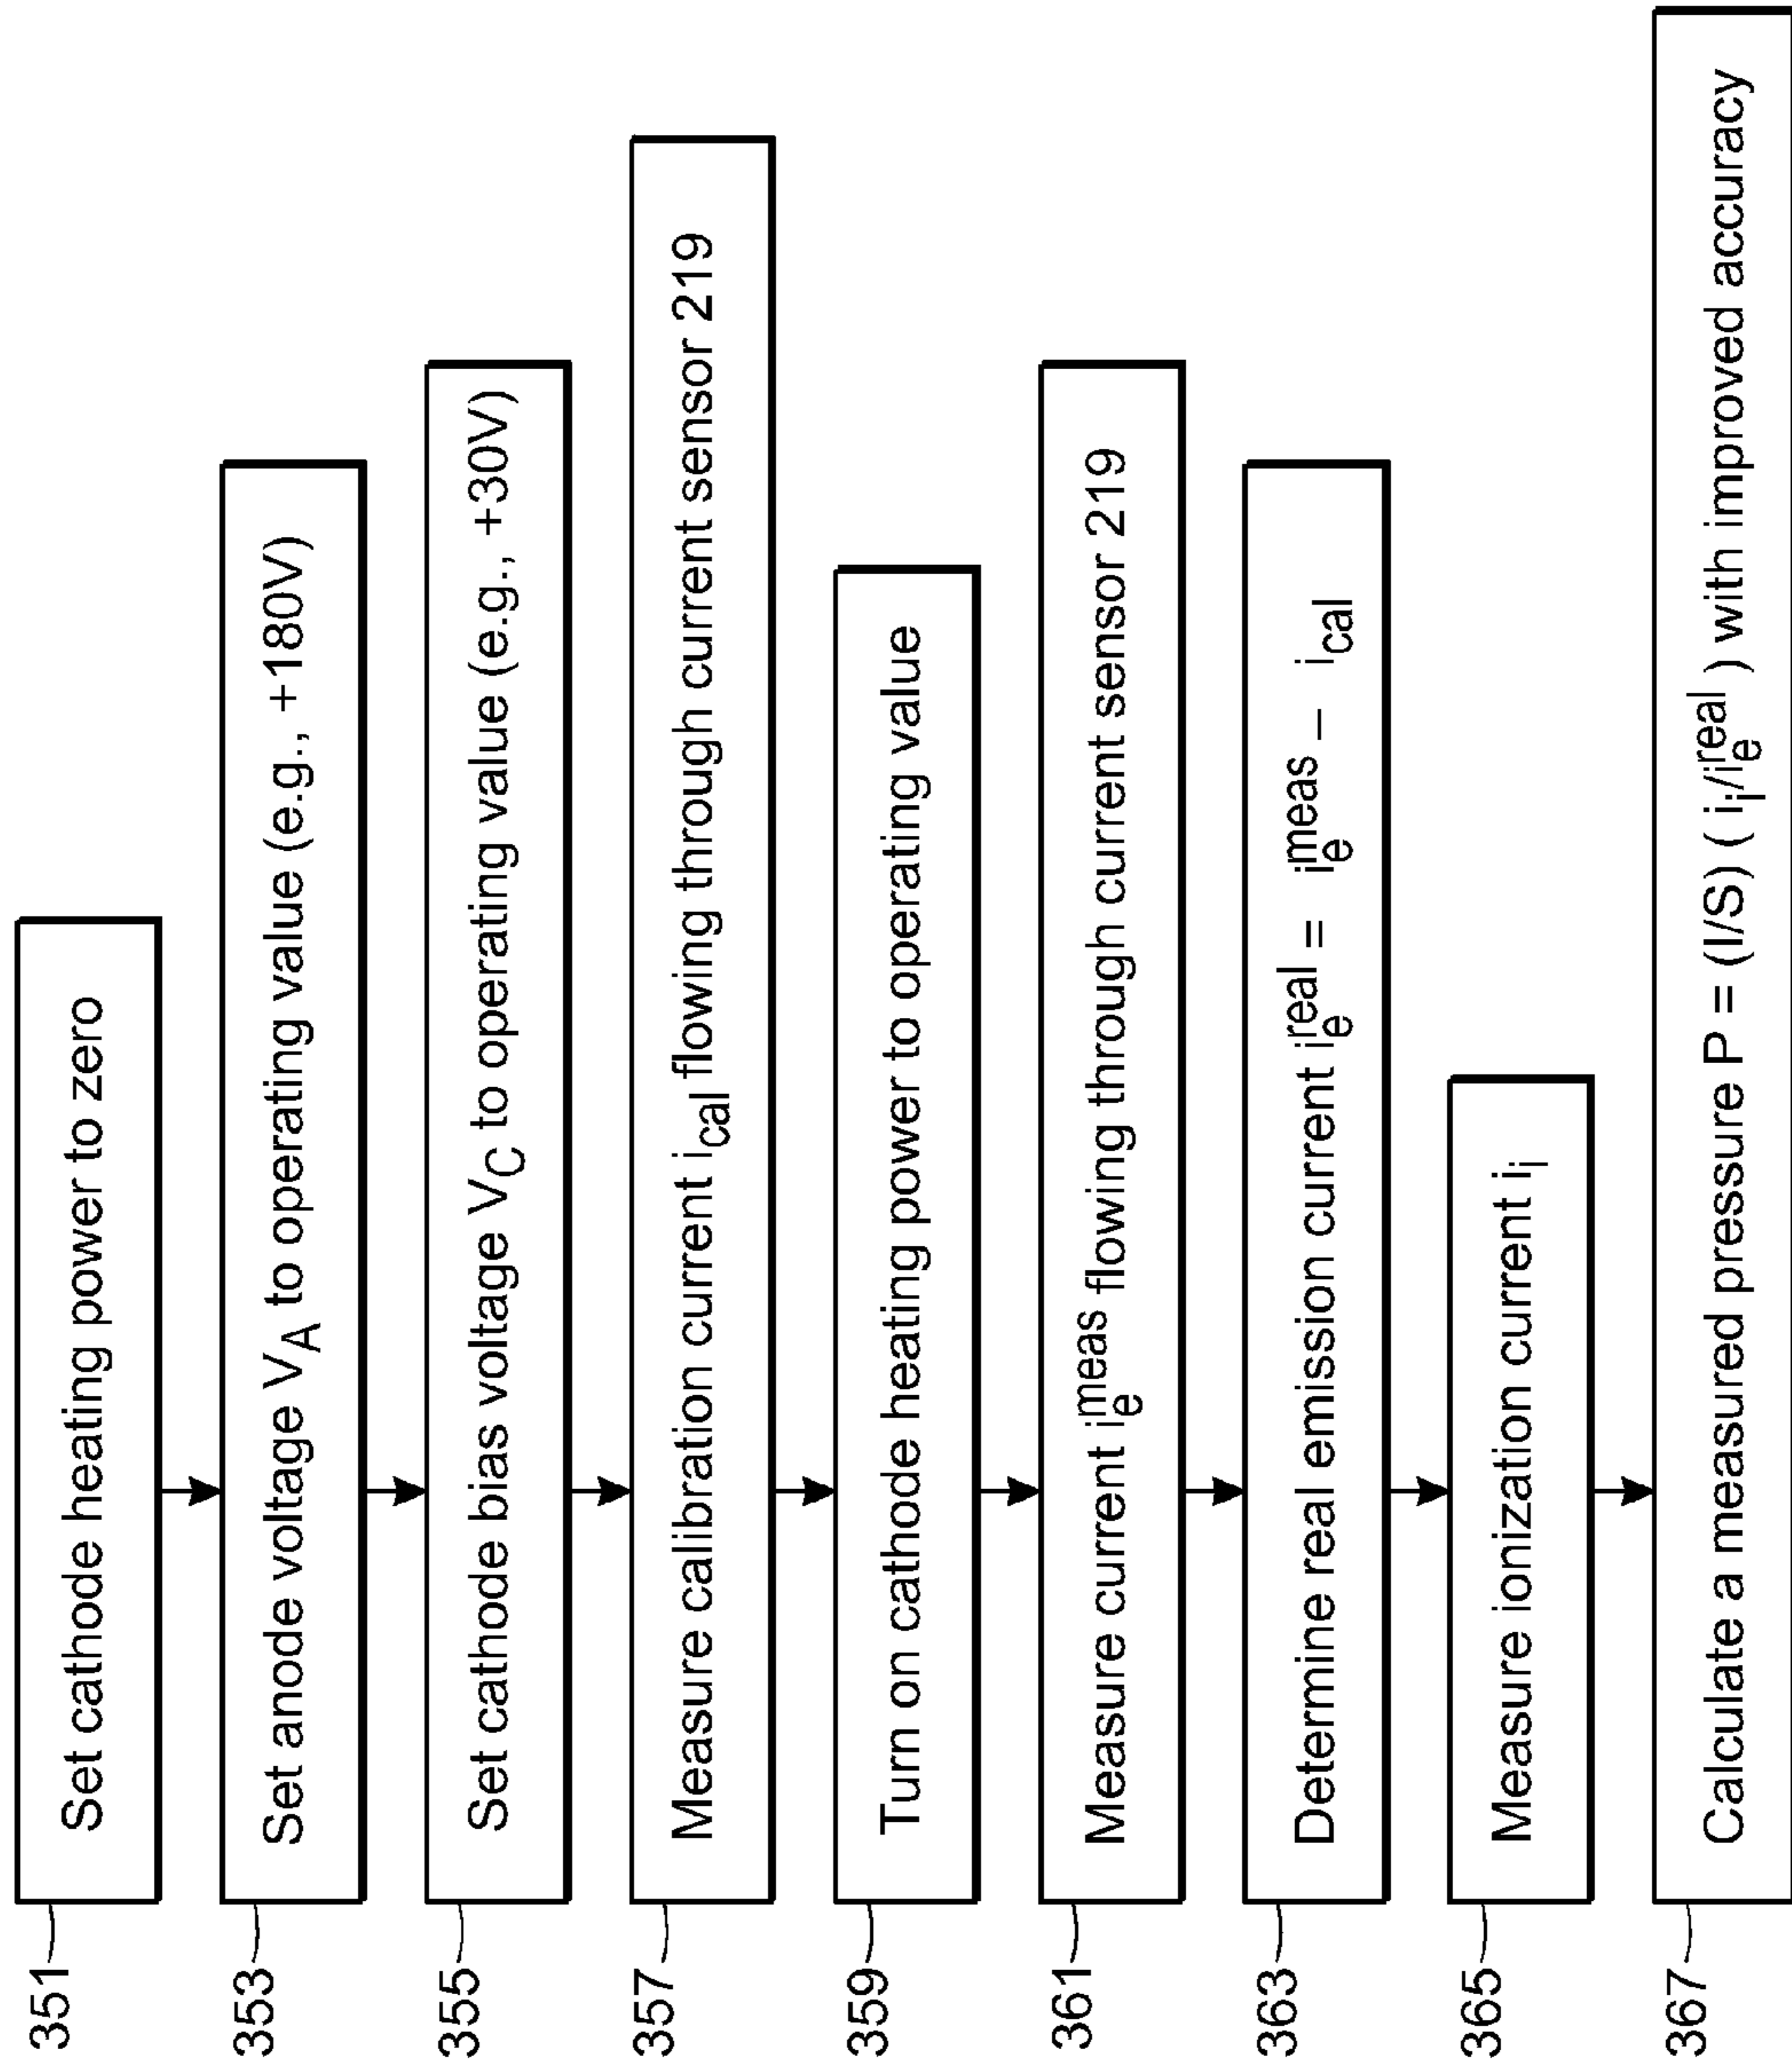 351
Set cathode heating power to zero
353
Set anode voltage V_A to operating value (e.g., +180V)
355
Set cathode bias voltage V_C to operating value (e.g., +30V)
357
Measure calibration current i_cal flowing through current sensor 219
359
Turn on cathode heating power to operating value
361
Measure current i_e^meas flowing through current sensor 219
363
Determine real emission current i_e^real = i_e^meas – i_cal
365
Measure ionization current i_i
367
Calculate a measured pressure P = (I/S) ( i_i/i_e^real ) with improved accuracy